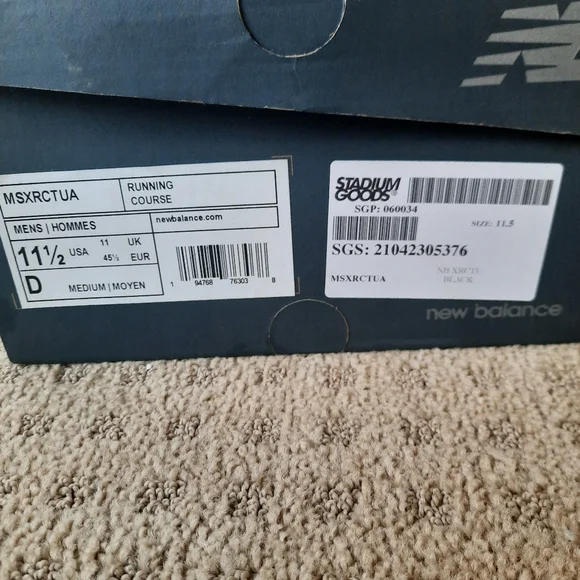 MSXRCTUA
RUNNING
COURSE
MENS | HOMMES
newbalance.com
11½ USA 11 UK
45½ EUR
D MEDIUM | MOYEN
1 94768 76303 8
STADIUM
GOODS®
SGP: 060034
SIZE: 11.5
SGS: 21042305376
MSXRCTUA
BLACK
new balance